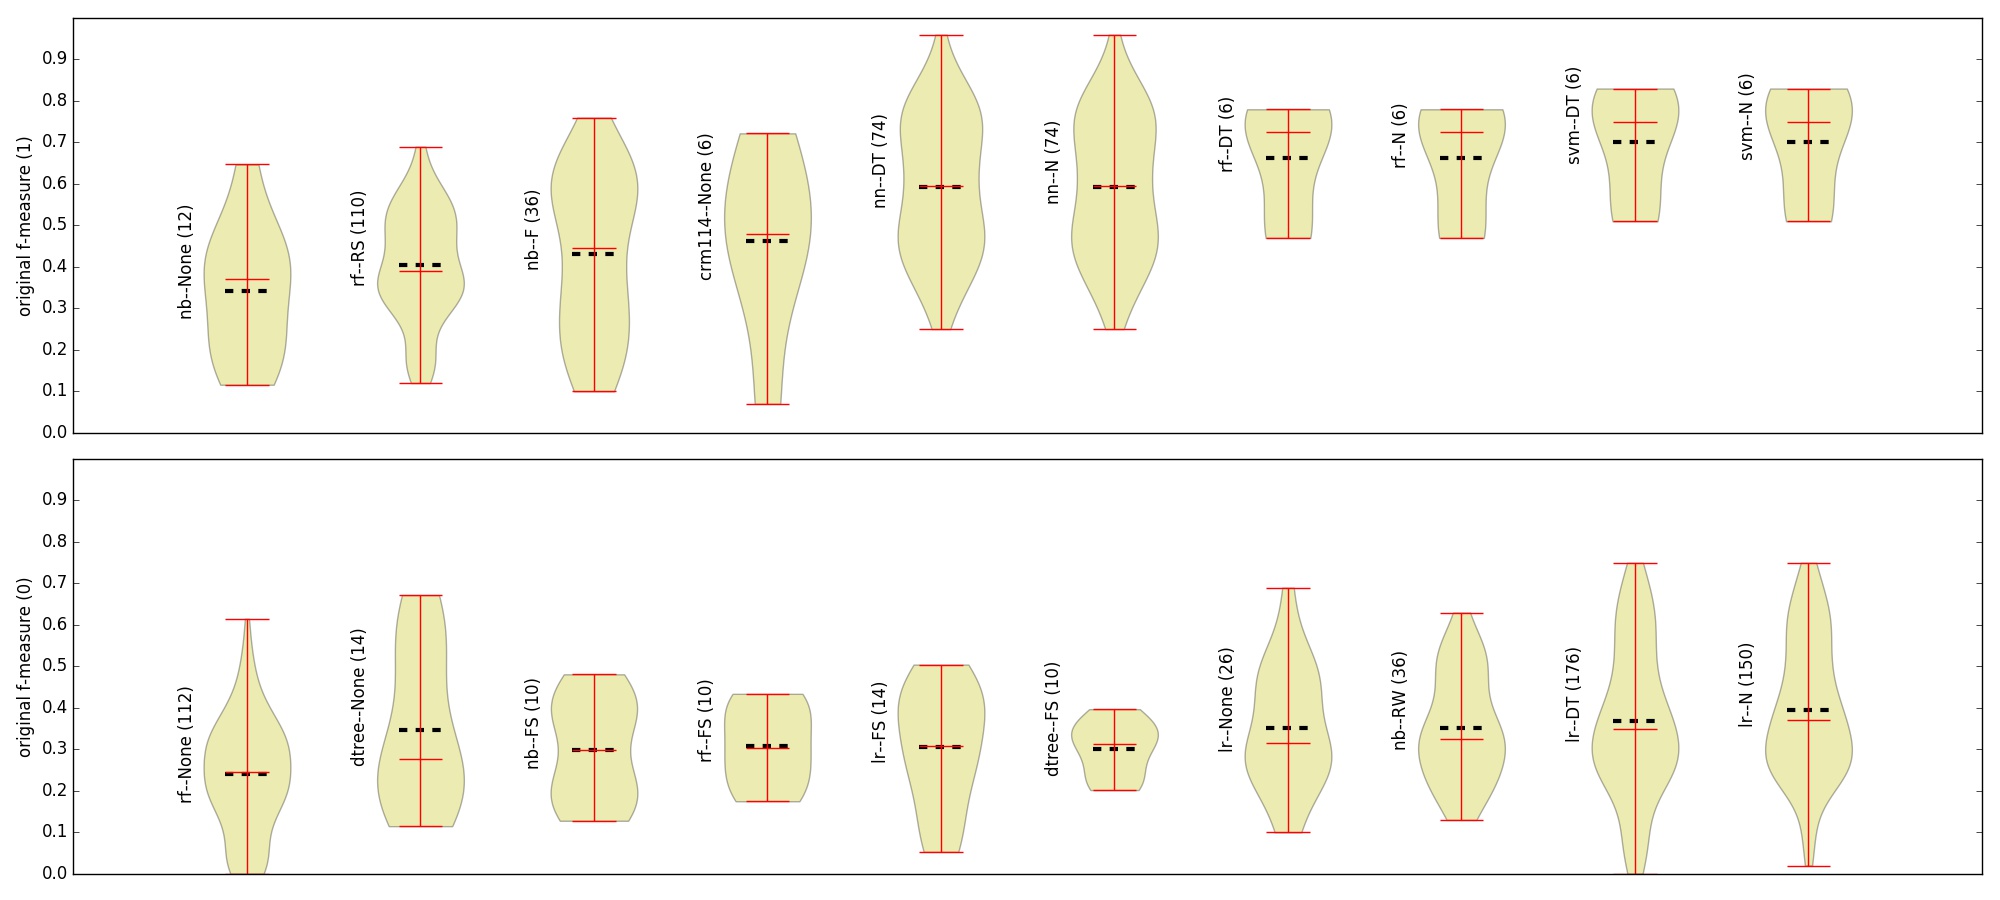 original f-measure (1)
0.9
0.8
0.7
0.6
0.5
0.4
0.3
0.2
0.1
0.0
nb--None (12)
rf--RS (110)
nb--F (36)
crm114--None (6)
nn--DT (74)
nn--N (74)
rf--DT (6)
rf--N (6)
svm--DT (6)
svm--N (6)
original f-measure (0)
0.9
0.8
0.7
0.6
0.5
0.4
0.3
0.2
0.1
0.0
rf--None (112)
dtree--None (14)
nb--FS (10)
rf--FS (10)
lr--FS (14)
dtree--FS (10)
lr--None (26)
nb--RW (36)
lr--DT (176)
lr--N (150)